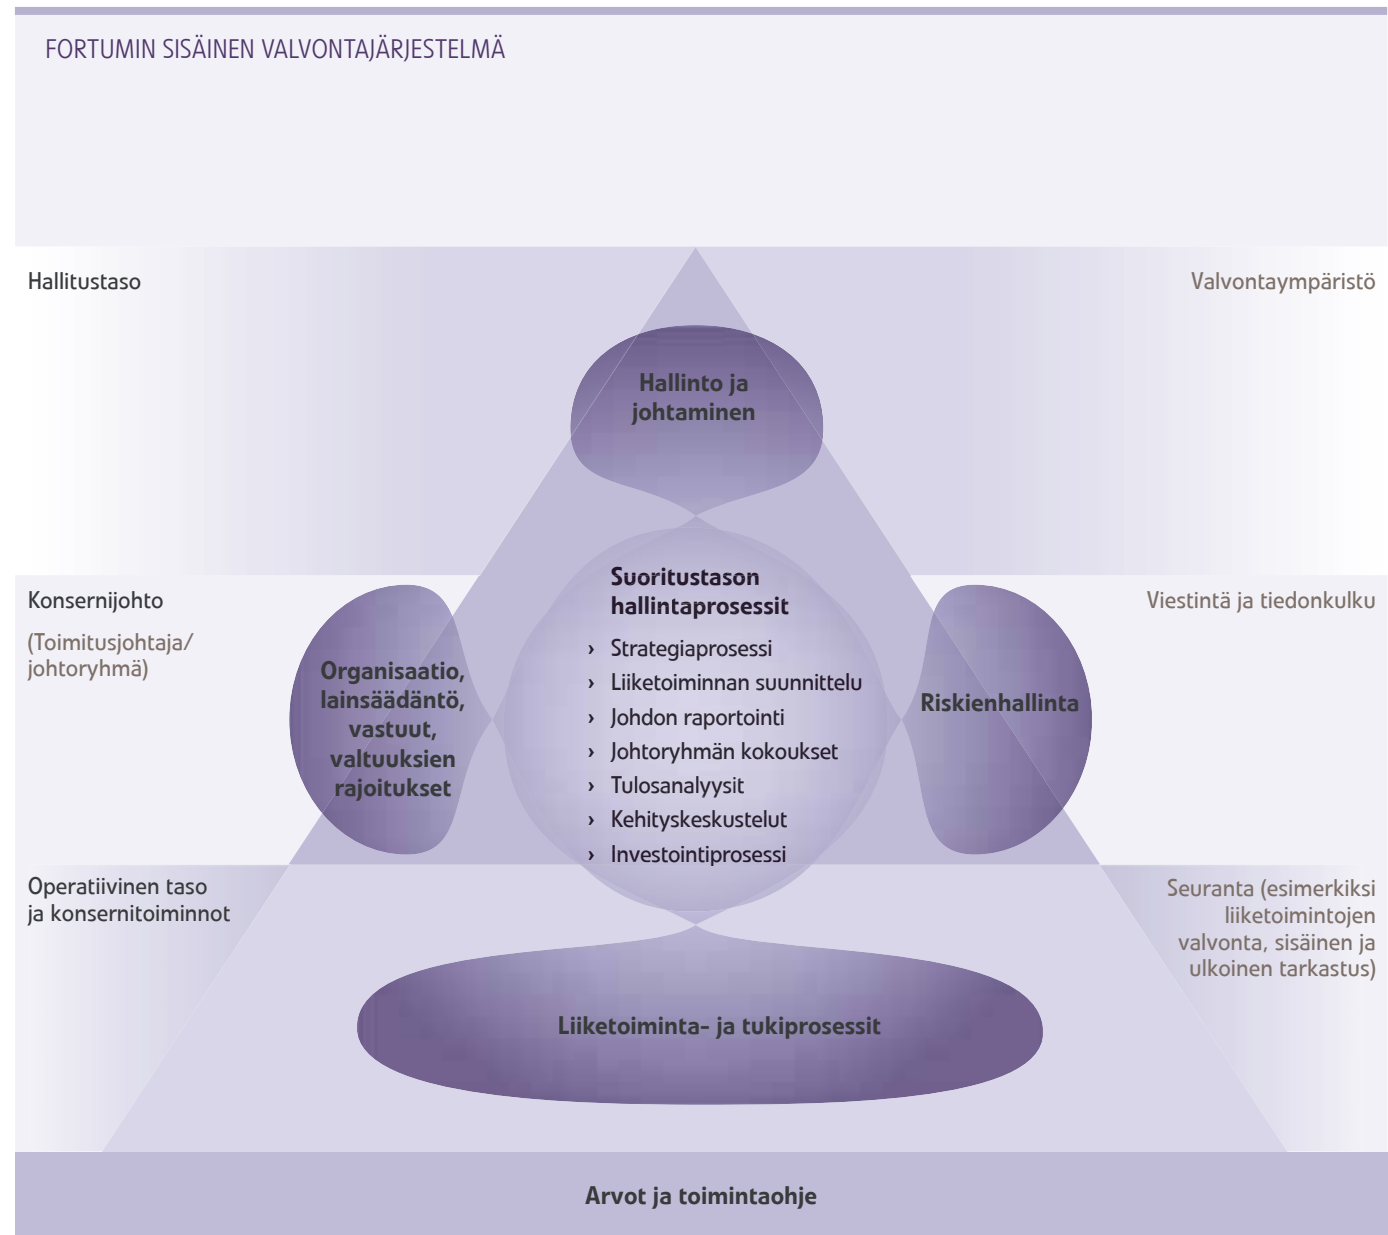 FORTUMIN SISÄINEN VALVONTAJÄRJESTELMÄ
Hallitustaso
Valvontaympäristö
Hallinto ja
johtaminen
Konsernijohto
(Toimitusjohtaja/
johtoryhmä)
Viestintä ja tiedonkulku
Organisaatio,
lainsäädäntö,
vastuut,
valtuuksien
rajoitukset
Suoritustason
hallintaprosessit
› Strategiaprosessi
› Liiketoiminnan suunnittelu
› Johdon raportointi
› Johtoryhmän kokoukset
› Tulosanalyysit
› Kehityskeskustelut
› Investointiprosessi
Riskienhallinta
Operatiivinen taso
ja konsernitoiminnot
Seuranta (esimerkiksi
liiketoimintojen
valvonta, sisäinen ja
ulkoinen tarkastus)
Liiketoiminta- ja tukiprosessit
Arvot ja toimintaohje